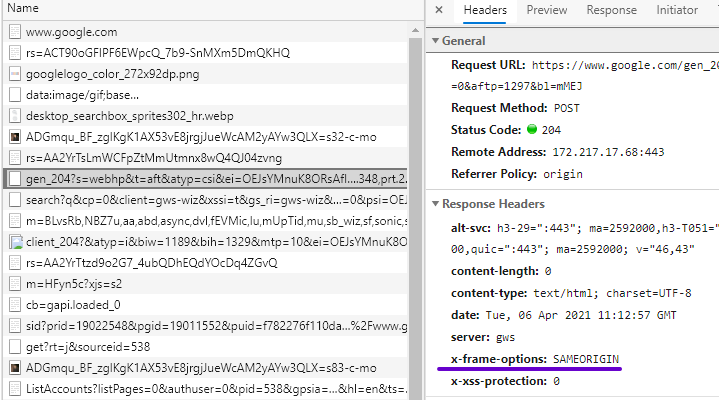 Name
www.google.com
rs=ACT90oGFIPF6EWpcQ_7b9-SnMXm5DmQKHQ
googlelogo_color_272x92dp.png
data:image/gif;base...
desktop_searchbox_sprites302_hr.webp
ADGmqu_BF_zgIKgK1AX53vE8jrgjJueWcAM2yAYw3QLX=s32-c-mo
rs=AA2YrTsLmWCFpZtMmUtmnx8wQ4QJ04zvng
gen_204?s=webhp&t=aft&atyp=csi&ei=OEJsYMnuK8ORsAfl....348,prt.2
search?q&cp=0&client=gws-wiz&xssi=t&gs_ri=gws-wiz&...=0&psi=OE
m=BLvsRb,NBZ7u,aa,abd,async,dvl,fEVMic,lu,mUpTid,mu,sb_wiz,sf,sonic,s
client_204?&atyp=i&biw=1189&bih=1329&mtp=10&ei=OEJsYMnuK8O
rs=AA2YrTtzd9o2G7_4ubQDhEQdYOcDq4ZGvQ
m=HFyn5c?xjs=s2
cb=gapi.loaded_0
sid?prid=19022548&pgid=19011552&puid=f782276f110da...%2Fwww.g
get?rt=j&sourceid=538
ADGmqu_BF_zgIKgK1AX53vE8jrgjJueWcAM2yAYw3QLX=s83-c-mo
ListAccounts?listPages=0&authuser=0&pid=538&gpsia=...&hl=en&ts=
Headers Preview Response Initiator
General
Request URL: https://www.google.com/gen_20
=0&aftp=1297&bl=mMEJ
Request Method: POST
Status Code: 204
Remote Address: 172.217.17.68:443
Referrer Policy: origin
Response Headers
alt-svc: h3-29=":443"; ma=2592000,h3-T051="
00,quic=":443"; ma=2592000; v="46,43"
content-length: 0
content-type: text/html; charset=UTF-8
date: Tue, 06 Apr 2021 11:12:57 GMT
server: gws
x-frame-options: SAMEORIGIN
x-xss-protection: 0